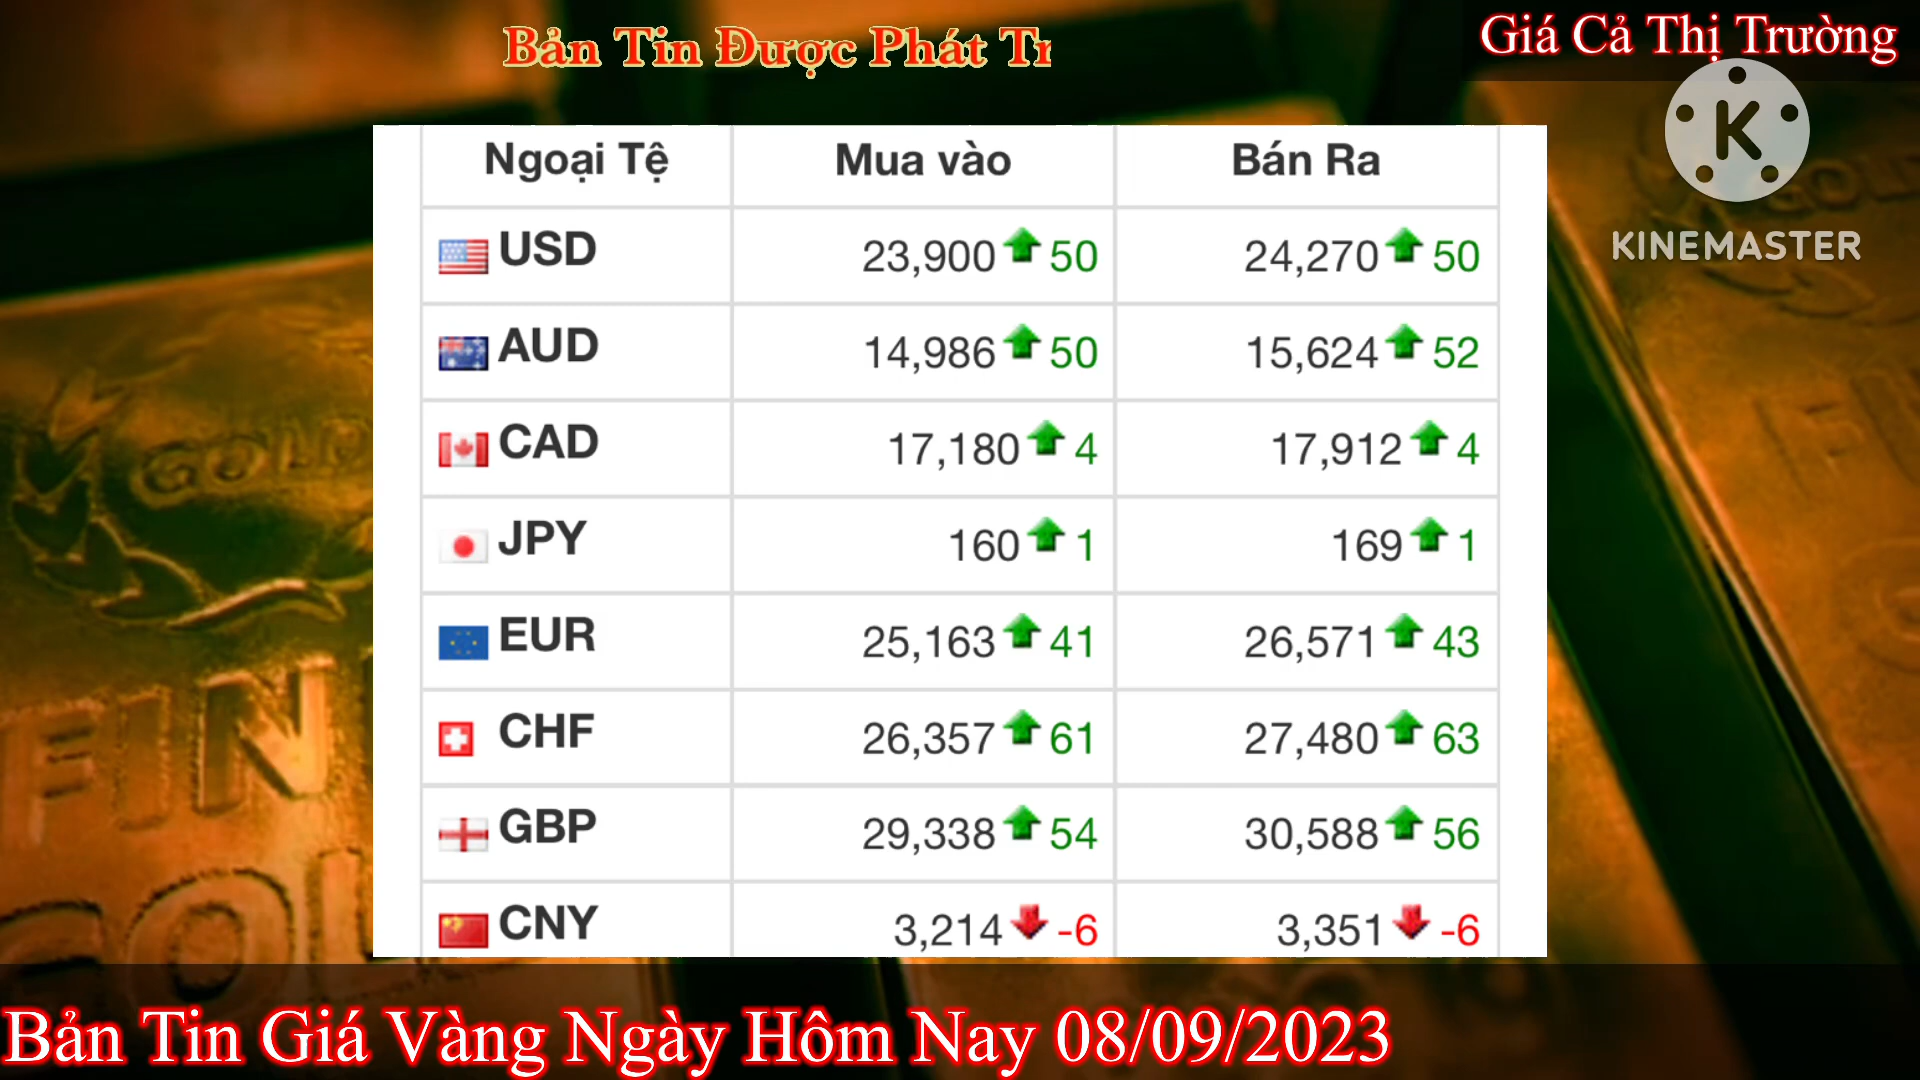 Bản Tin Được Phát Tr
Giá Cả Thị Trường
K
KINEMASTER
Ngoại Tệ Mua vào Bán Ra
USD 23,900 50 24,270 50
AUD 14,986 50 15,624 52
CAD 17,180 4 17,912 4
JPY 160 1 169 1
EUR 25,163 41 26,571 43
CHF 26,357 61 27,480 63
GBP 29,338 54 30,588 56
CNY 3,214 -6 3,351 -6
GOLD
GOLD
FIN
GOL
Bản Tin Giá Vàng Ngày Hôm Nay 08/09/2023